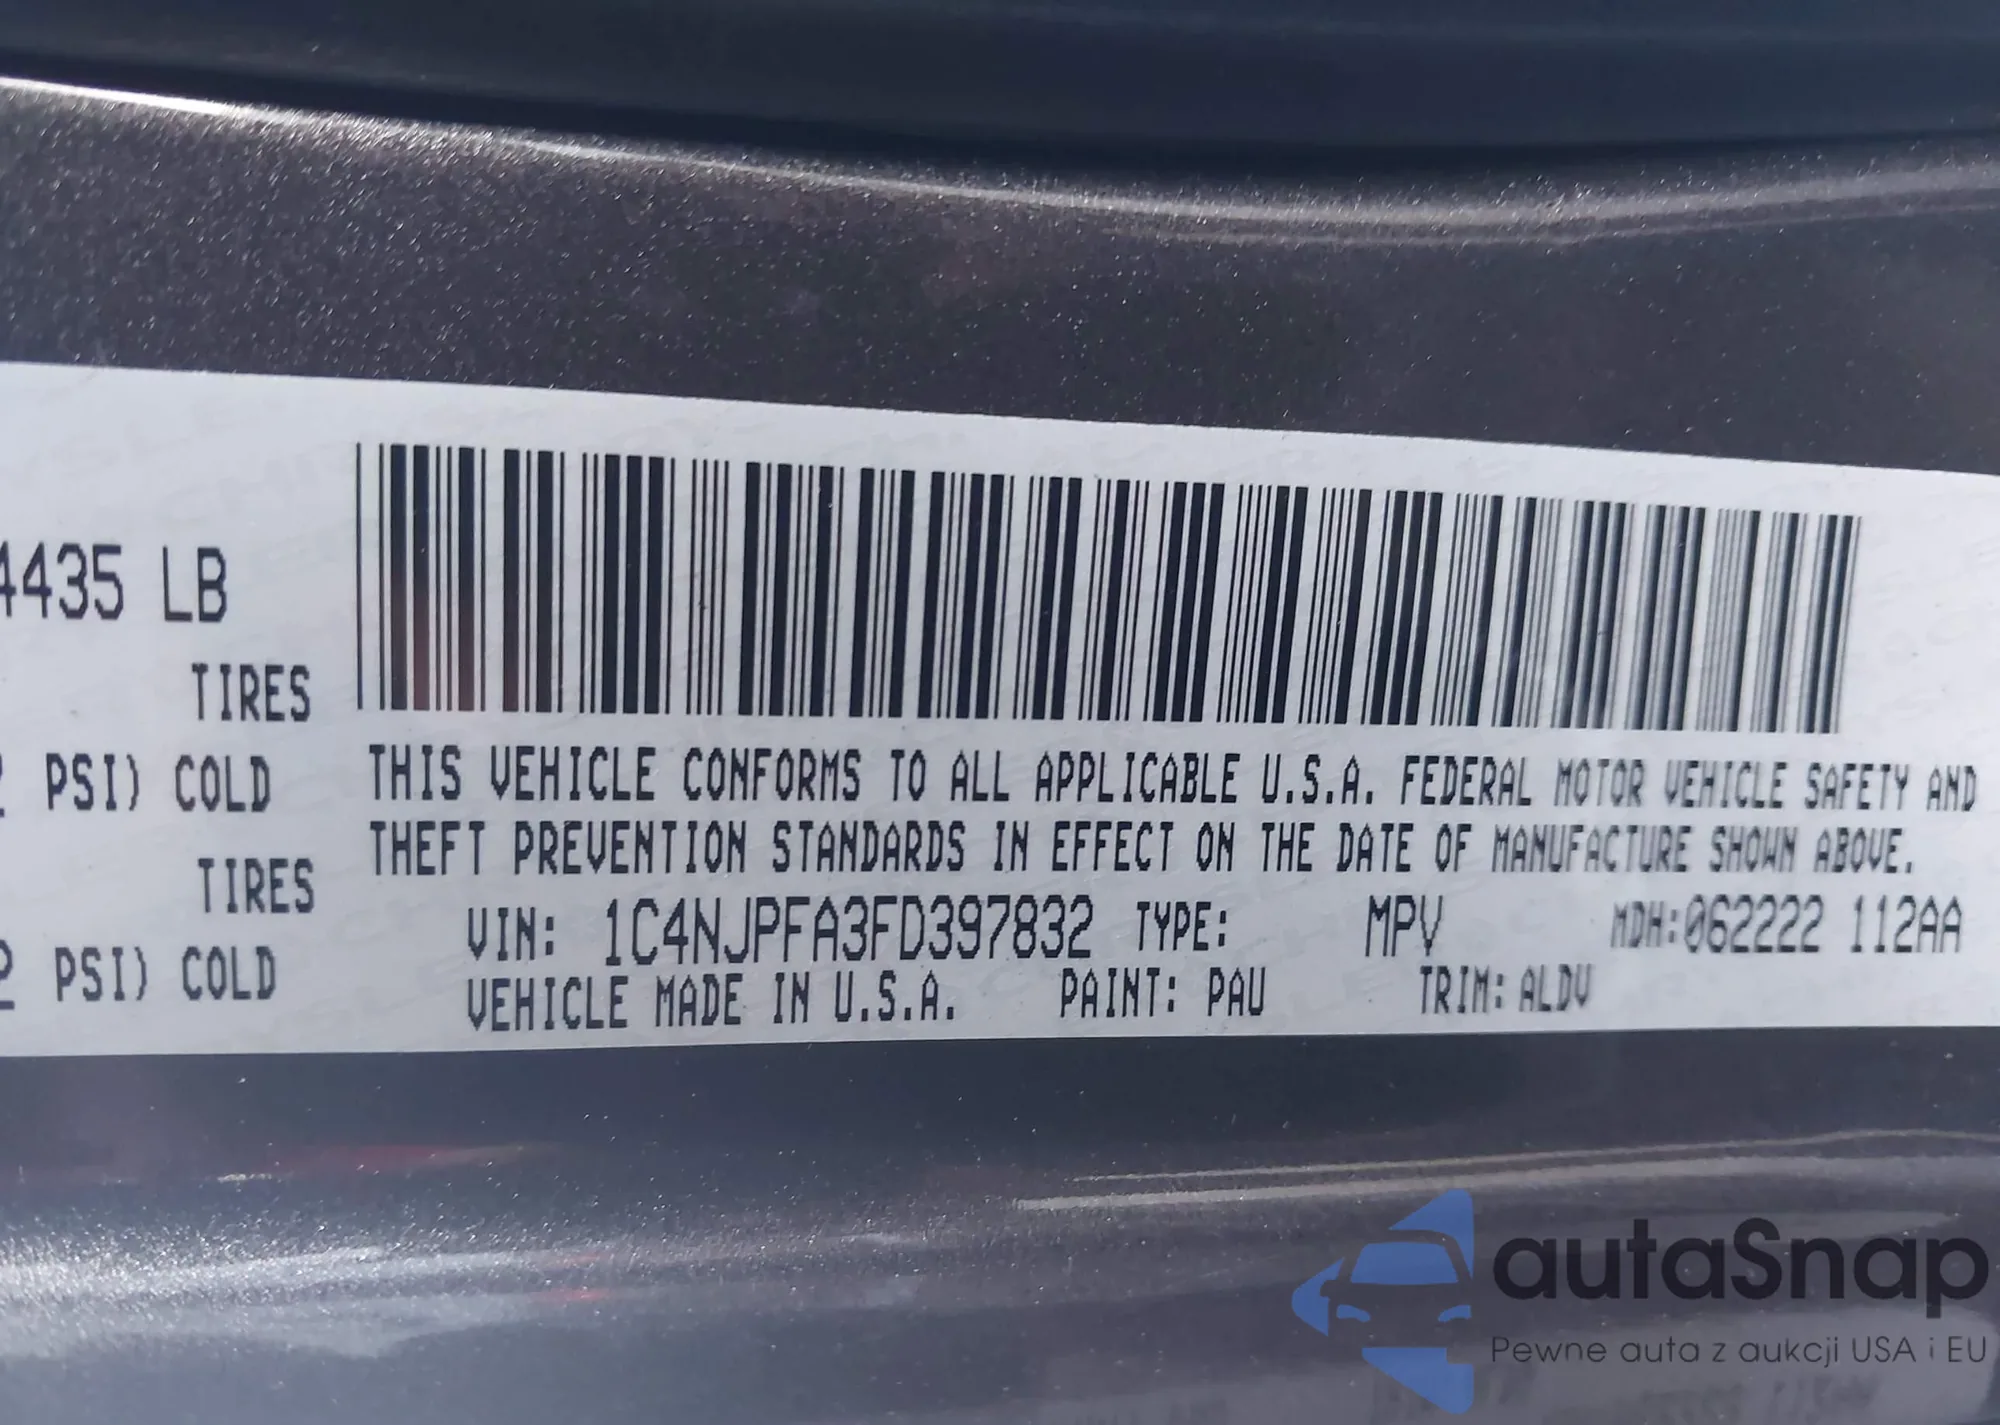 4435 LB
TIRES
PSI) COLD
TIRES
PSI) COLD
THIS VEHICLE CONFORMS TO ALL APPLICABLE U.S.A. FEDERAL MOTOR VEHICLE SAFETY AND
THEFT PREVENTION STANDARDS IN EFFECT ON THE DATE OF MANUFACTURE SHOWN ABOVE.
VIN: 1C4NJPFA3FD397832 TYPE: MPV MDH:062222 112AA
VEHICLE MADE IN U.S.A. PAINT: PAU TRIM: ALDV
autaSnap
Pewne auta z aukcji USA i EU